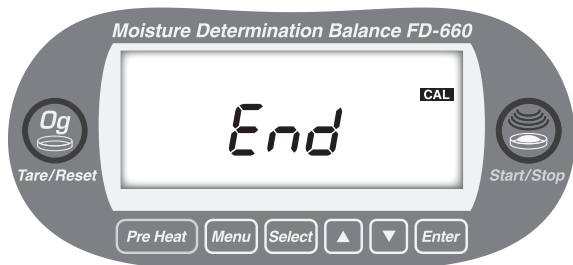 Moisture Determination Balance FD-660
CAL
End
0g
Tare/Reset
Start/Stop
Pre Heat Menu Select ▲ ▼ Enter